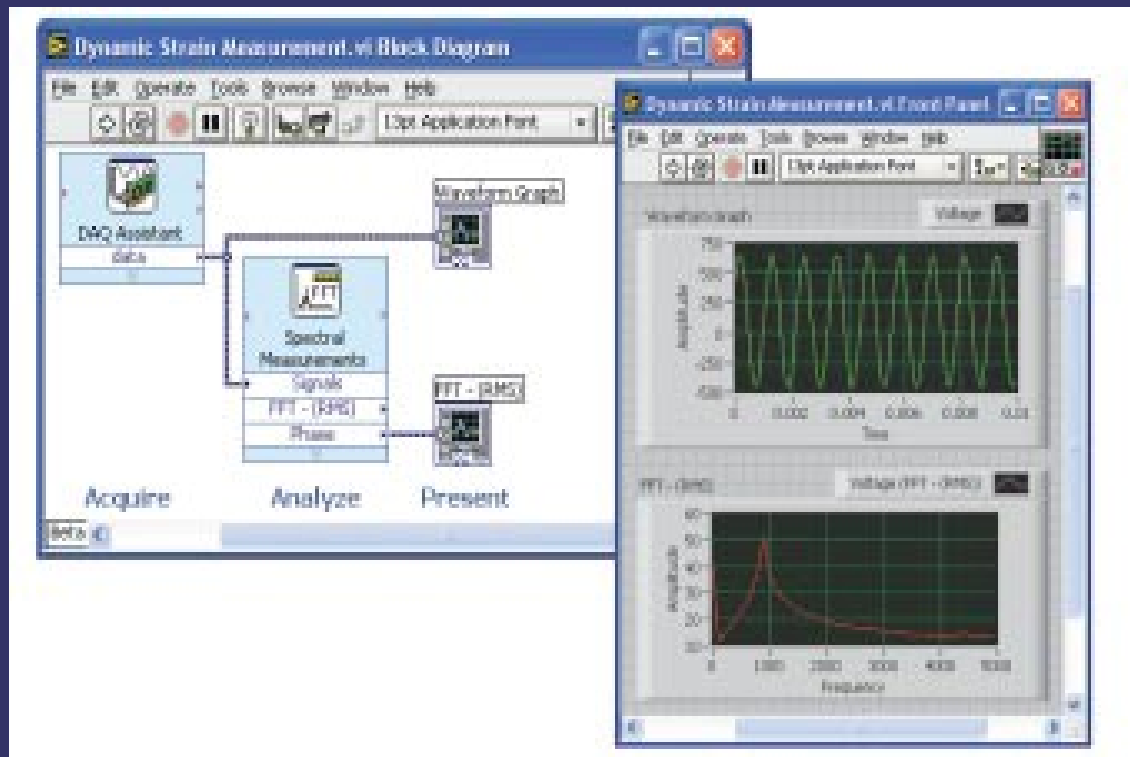 Dynamic Strain Measurement.vi Block Diagram
File Edit Operate Tools Browse Window Help
13pt Application Font
DAQ Assistant
data
Waveform Graph
Spectral
Measurements
Signals
FFT - (RMS)
Phase
FFT - (RMS)
Acquire Analyze Present
Dynamic Strain Measurement.vi Front Panel
File Edit Operate Tools Browse Window Help
13pt Application Font
Waveform Graph
Voltage
Amplitude
750
500
250
0
-250
-500
0 0.002 0.004 0.006 0.008 0.01
Time
FFT - (RMS)
Voltage (FFT - (RMS))
Amplitude
60
50
40
30
20
10
0 1000 2000 3000 4000 5000
Frequency